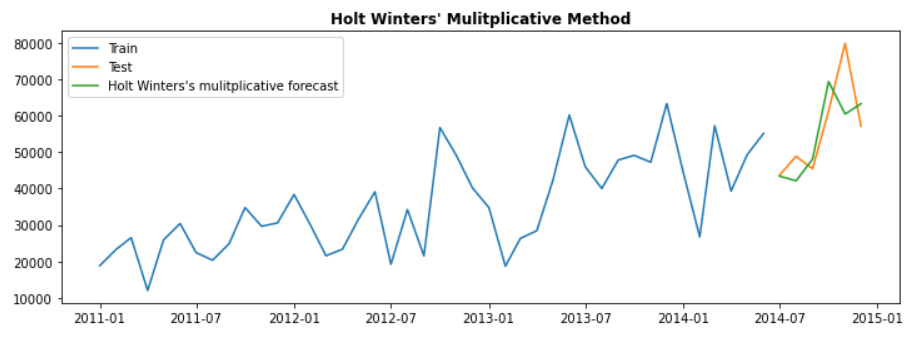 Holt Winters' Mulitplicative Method
Train
Test
Holt Winters's mulitplicative forecast
80000
70000
60000
50000
40000
30000
20000
10000
2011-01 2011-07 2012-01 2012-07 2013-01 2013-07 2014-01 2014-07 2015-01